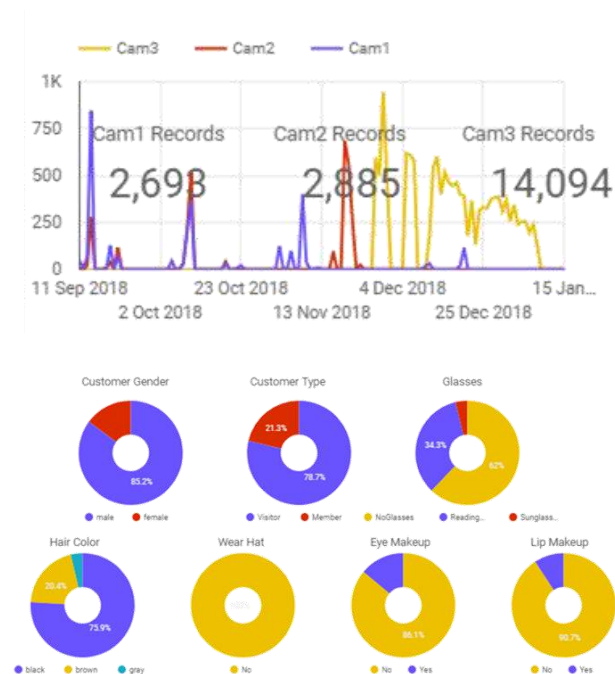 Cam3 Cam2 Cam1
1K
750
500
250
0
Cam1 Records Cam2 Records Cam3 Records
2,693 2,885 14,094
11 Sep 2018 23 Oct 2018 4 Dec 2018 15 Jan...
2 Oct 2018 13 Nov 2018 25 Dec 2018
Customer Gender Customer Type Glasses
85.2%
21.3%
78.7%
34.3%
62%
male female Visitor Member NoGlasses Reading... Sunglass...
Hair Color Wear Hat Eye Makeup Lip Makeup
20.4%
75.9%
100%
86.1%
90.7%
black brown gray No No Yes No Yes